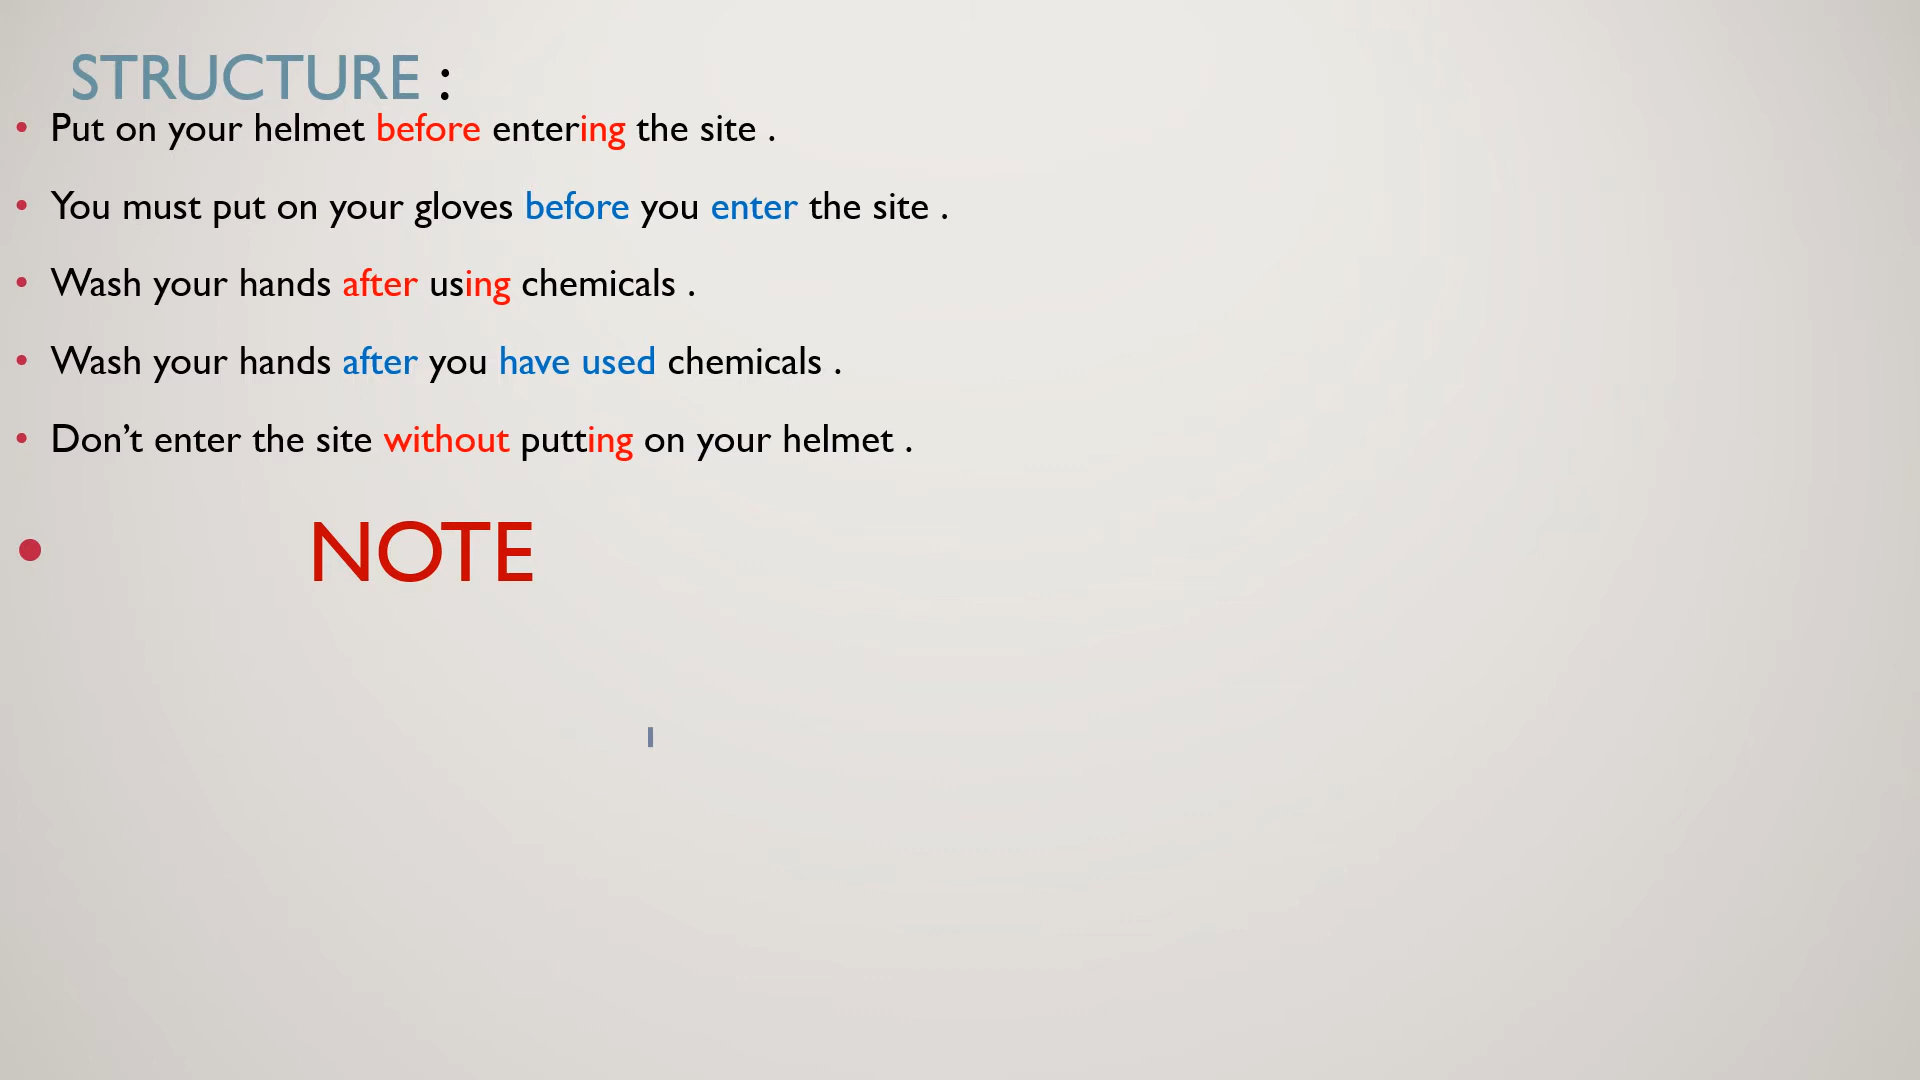 STRUCTURE :
• Put on your helmet before entering the site .
• You must put on your gloves before you enter the site .
• Wash your hands after using chemicals .
• Wash your hands after you have used chemicals .
• Don’t enter the site without putting on your helmet .
• NOTE